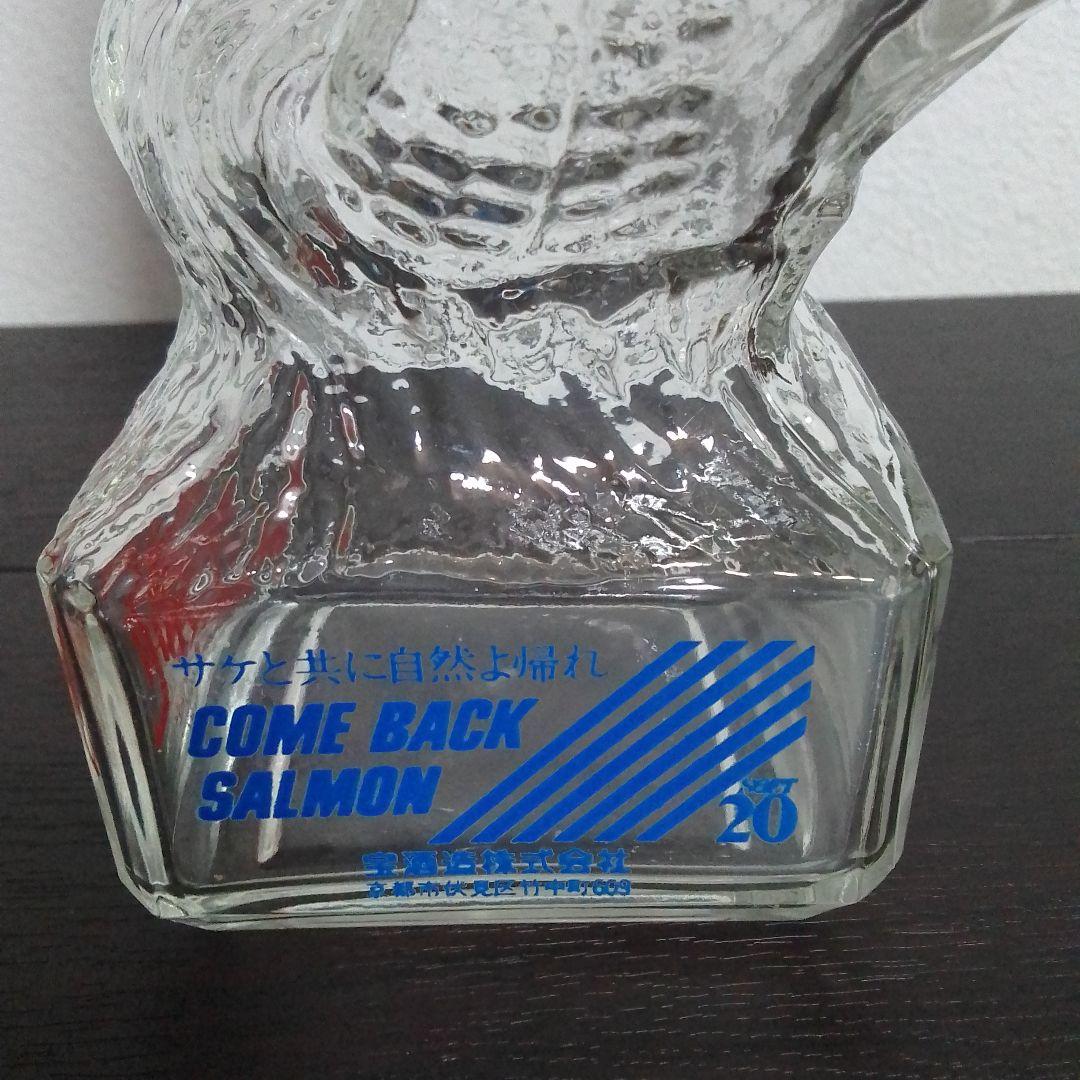 サケと共に自然よ帰れ
COME BACK
SALMON
SOFT
20
宝酒造株式会社
京都市伏見区竹中町609